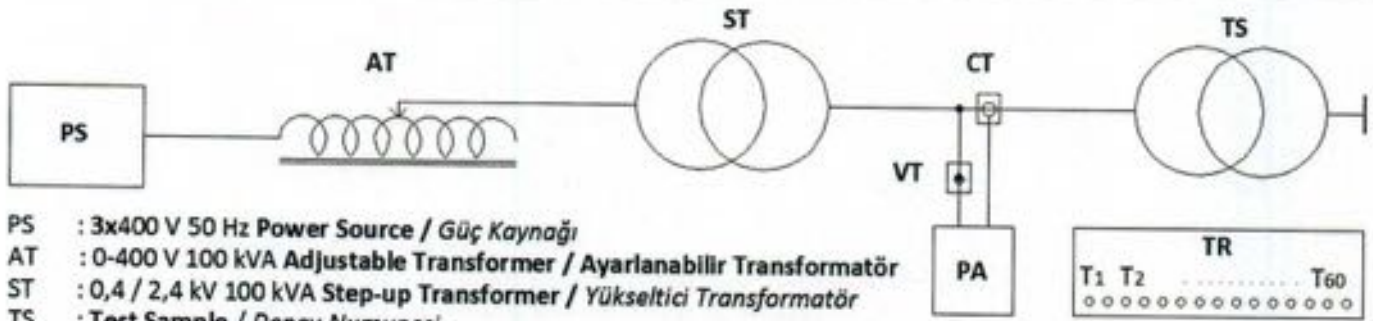 ST
TS
AT
CT
PS
VT
PS : 3x400 V 50 Hz Power Source / Güç Kaynağı
AT : 0-400 V 100 kVA Adjustable Transformer / Ayarlanabilir Transformatör
ST : 0,4 / 2,4 kV 100 kVA Step-up Transformer / Yükseltici Transformatör
TS : Test Sample /
PA
TR
T1 T2 .......... T60